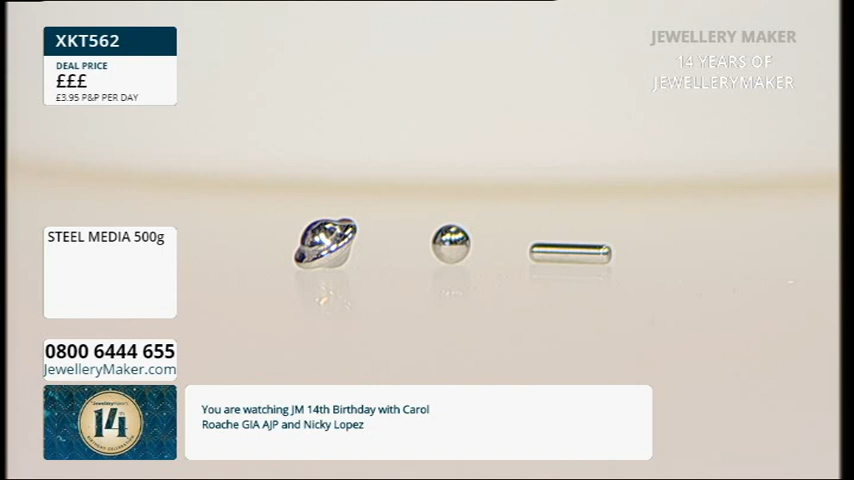 XKT562
DEAL PRICE
£££
£3.95 P&P PER DAY
JEWELLERY MAKER
14 YEARS OF
JEWELLERYMAKER
STEEL MEDIA 500g
0800 6444 655
JewelleryMaker.com
14
You are watching JM 14th Birthday with Carol
Roache GIA AJP and Nicky Lopez